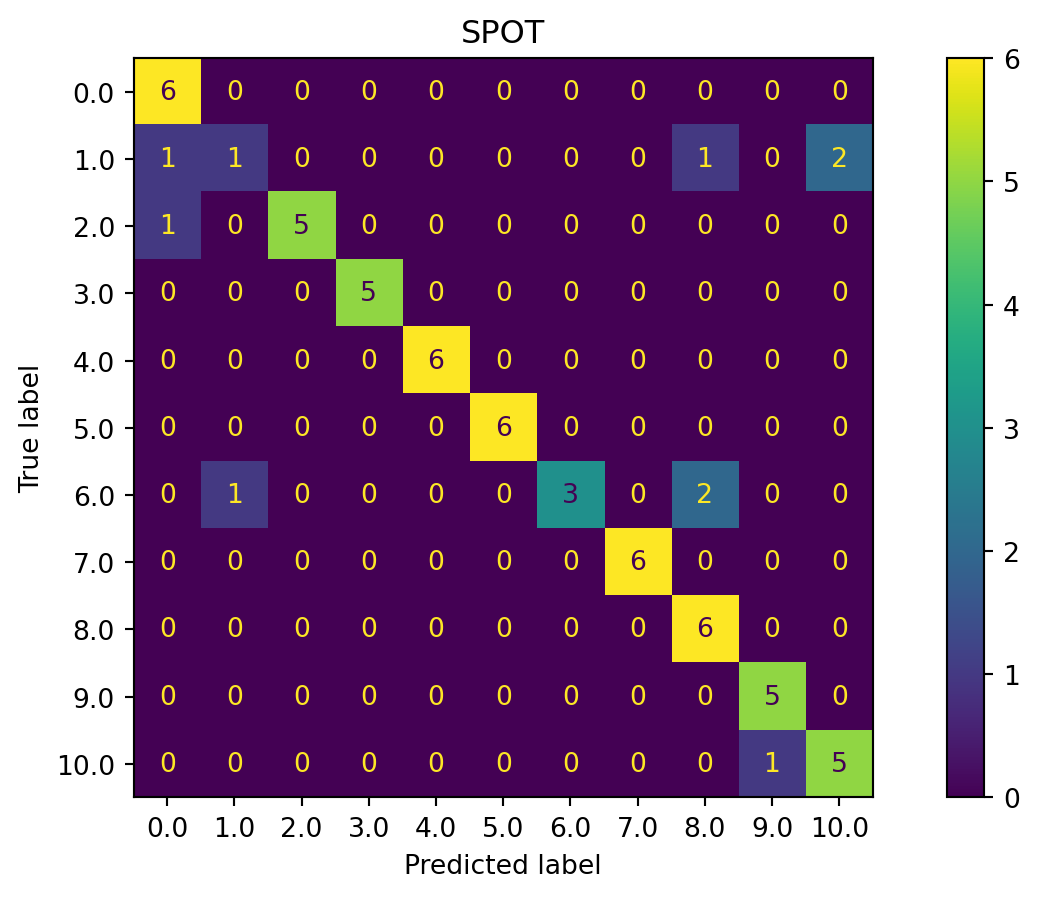 SPOT
0.0 6 0 0 0 0 0 0 0 0 0 0
1.0 1 1 0 0 0 0 0 0 1 0 2
2.0 1 0 5 0 0 0 0 0 0 0 0
3.0 0 0 0 5 0 0 0 0 0 0 0
4.0 0 0 0 0 6 0 0 0 0 0 0
5.0 0 0 0 0 0 6 0 0 0 0 0
6.0 0 1 0 0 0 0 3 0 2 0 0
7.0 0 0 0 0 0 0 0 6 0 0 0
8.0 0 0 0 0 0 0 0 0 6 0 0
9.0 0 0 0 0 0 0 0 0 0 5 0
10.0 0 0 0 0 0 0 0 0 0 1 5
0.0 1.0 2.0 3.0 4.0 5.0 6.0 7.0 8.0 9.0 10.0
Predicted label
True label
6
5
4
3
2
1
0